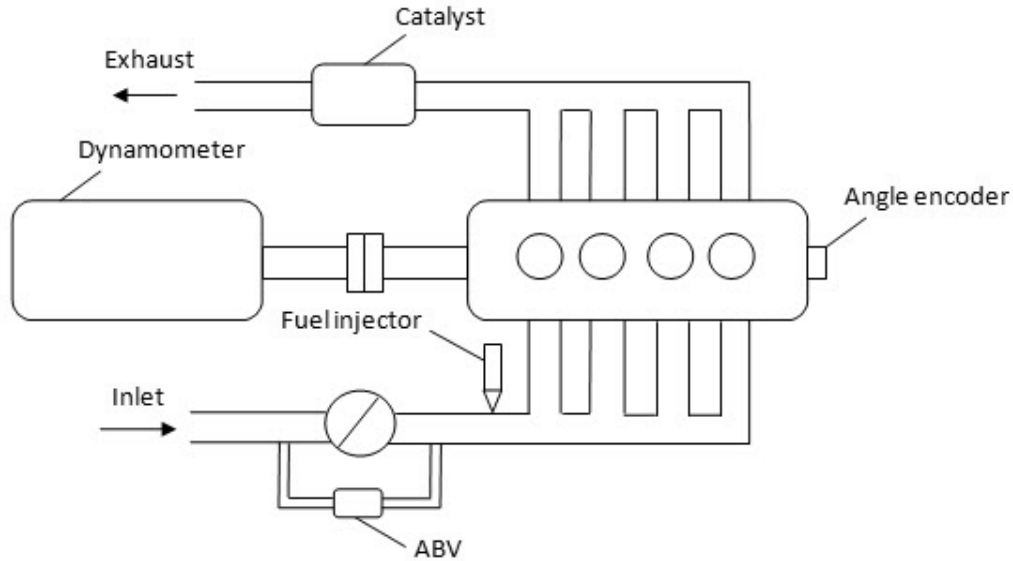 Catalyst
Exhaust
Dynamometer
Angle encoder
Fuel injector
Inlet
ABV